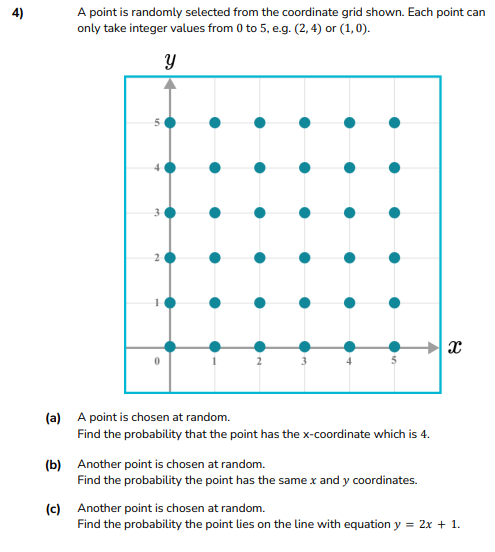 4) A point is randomly selected from the coordinate grid shown. Each point can
only take integer values from 0 to 5, e.g. (2, 4) or (1, 0).
y
5
4
3
2
1
x
0 1 2 3 4 5
(a) A point is chosen at random.
Find the probability that the point has the x-coordinate which is 4.
(b) Another point is chosen at random.
Find the probability the point has the same x and y coordinates.
(c) Another point is chosen at random.
Find the probability the point lies on the line with equation y = 2x + 1.